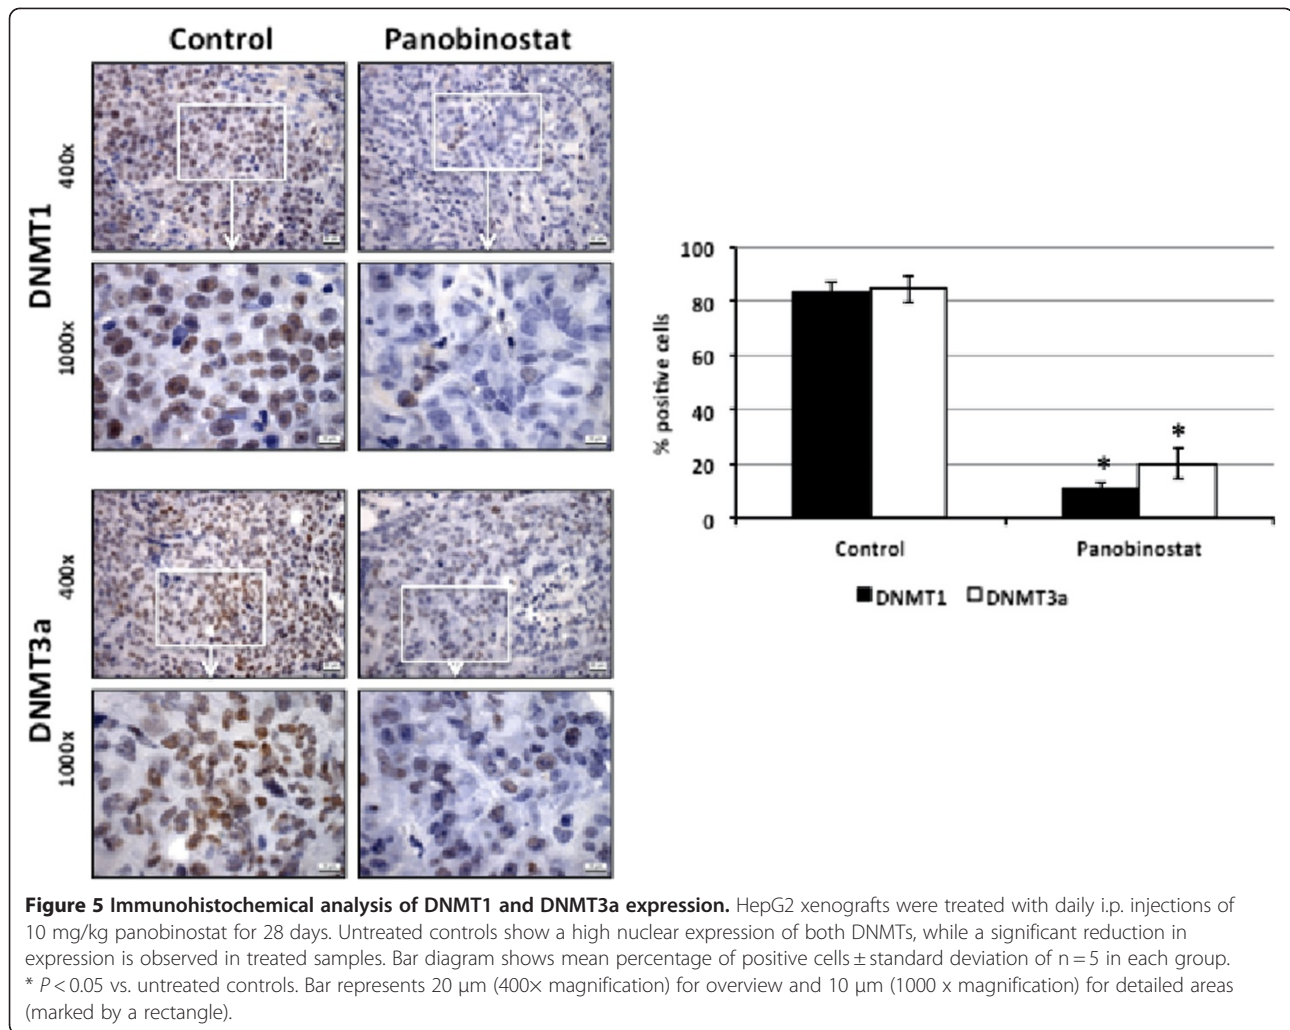 Control Panobinostat
DNMT1
400x
1000x
DNMT3a
400x
1000x
% positive cells
100
80
60
40
20
0
* *
Control Panobinostat
DNMT1 DNMT3a
Figure 5 Immunohistochemical analysis of DNMT1 and DNMT3a expression. HepG2 xenografts were treated with daily i.p. injections of
10 mg/kg panobinostat for 28 days. Untreated controls show a high nuclear expression of both DNMTs, while a significant reduction in
expression is observed in treated samples. Bar diagram shows mean percentage of positive cells ± standard deviation of n = 5 in each group.
* P < 0.05 vs. untreated controls. Bar represents 20 μm (400× magnification) for overview and 10 μm (1000 x magnification) for detailed areas
(marked by a rectangle).